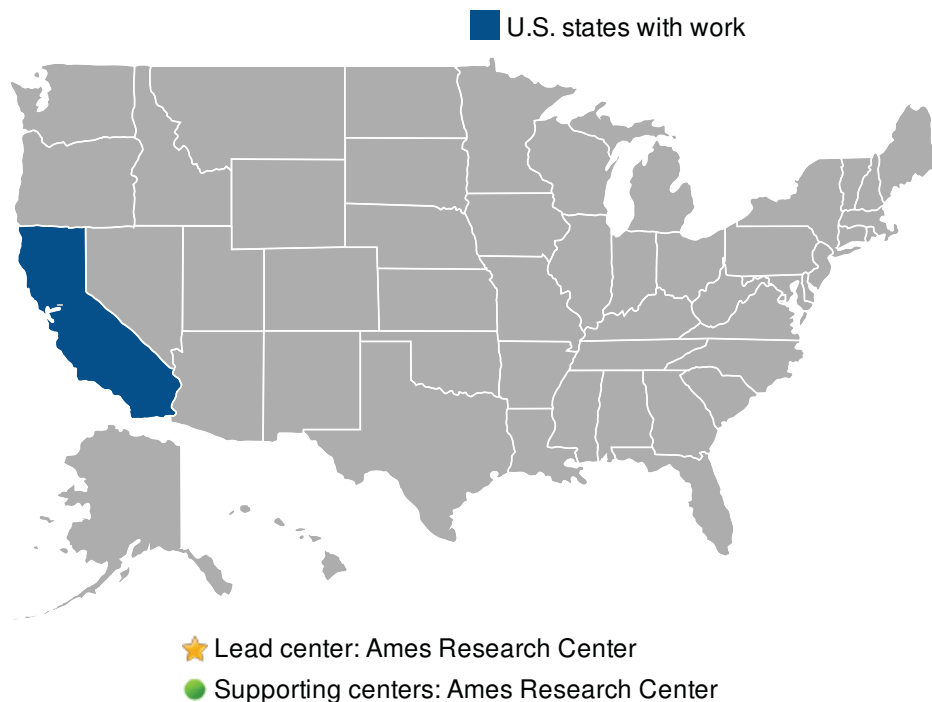 U.S. states with work
Lead center: Ames Research Center
Supporting centers: Ames Research Center